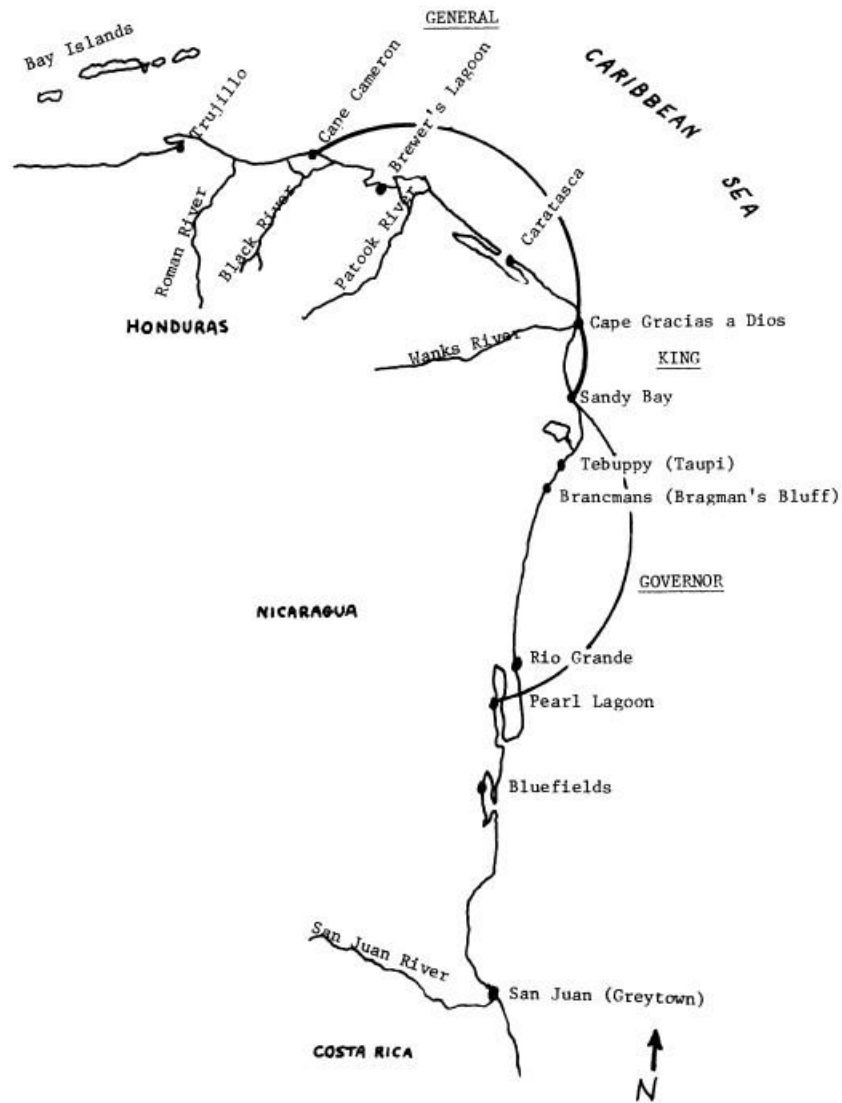 GENERAL
Bay Islands
CARIBBEAN
SEA
Trujillo
Cane Cameron
Brewer's Lagoon
Caratasca
Roman River
Black River
Patook River
HONDURAS
Cape Gracias a Dios
Wanks River
KING
Sandy Bay
Tebuppy (Taupi)
Brancmans (Bragman's Bluff)
GOVERNOR
NICARAGUA
Rio Grande
Pearl Lagoon
Bluefields
San Juan River
San Juan (Greytown)
COSTA RICA
N